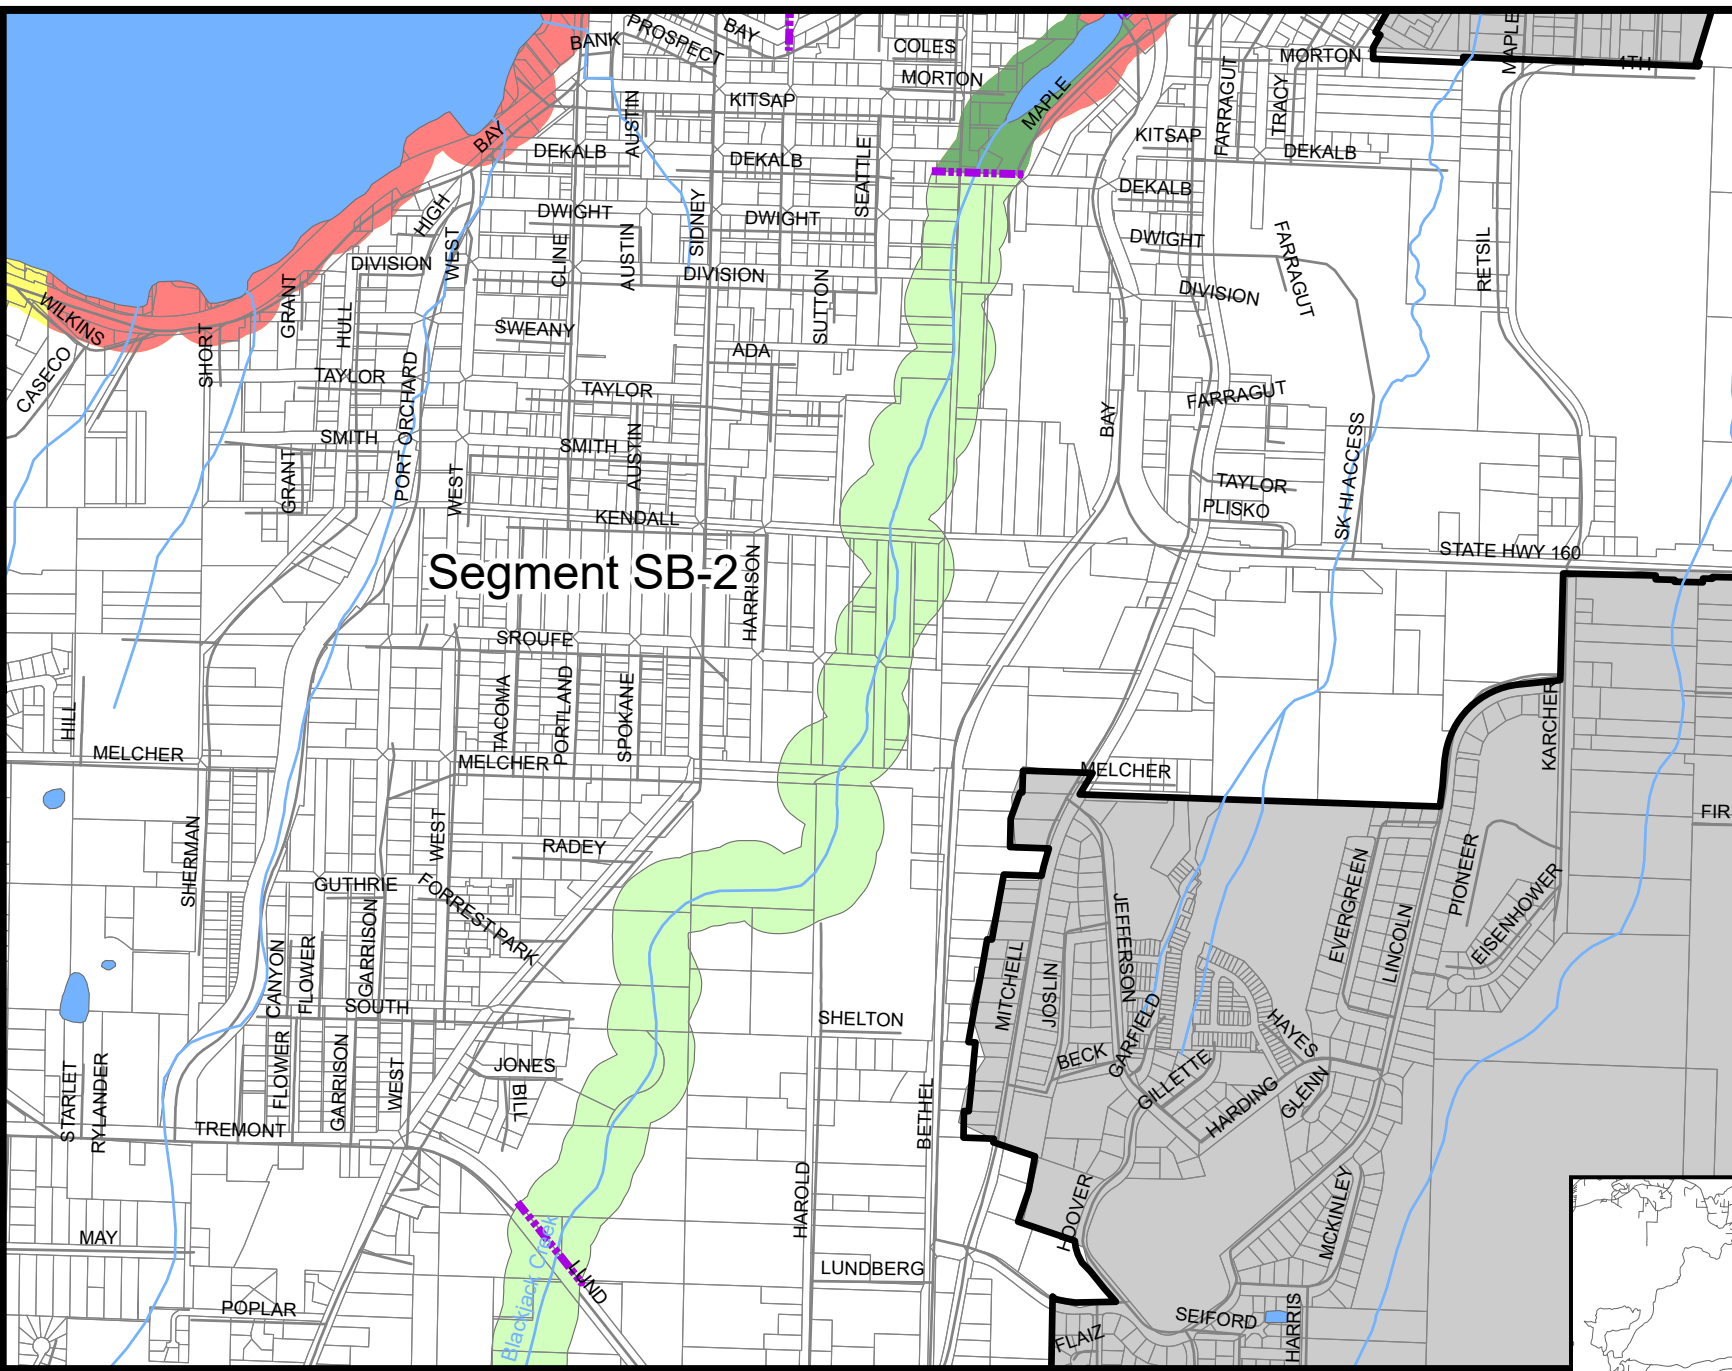 BANK
PROSPECT
BAY
COLES
MORTON
MAPLE
MORTON
MAPLE
4TH
KITSAP
AUSTIN
FARRAGUT
TRACY
BAY
DEKALB
DEKALB
SEATTLE
KITSAP
DEKALB
DEKALB
HIGH
WEST
DWIGHT
SIDNEY
DWIGHT
DWIGHT
FARRAGUT
RETSIL
DIVISION
CLINE
AUSTIN
DIVISION
SUTTON
DIVISION
WILKINS
GRANT
HULL
SWEANY
ADA
CASECO
SHORT
TAYLOR
PORT ORCHARD
TAYLOR
FARRAGUT
BAY
SMITH
SMITH
AUSTIN
SK HI ACCESS
GRANT
WEST
TAYLOR
PLISKO
KENDALL
STATE HWY 160
Segment SB-2
HARRISON
SROUFE
HILL
TACOMA
PORTLAND
SPOKANE
KARCHER
MELCHER
MELCHER
MELCHER
FIR
SHERMAN
WEST
RADEY
EVERGREEN
PIONEER
GUTHRIE
FORREST PARK
GARRISON
JEFFERSON
LINCOLN
EISENHOWER
CANYON
FLOWER
MITCHELL
JOSLIN
SOUTH
SHELTON
GARFIELD
HAYES
STARLET
RYLANDER
FLOWER
GARRISON
WEST
JONES
BILL
BECK
GILLETTE
HARDING
GLENN
BETHEL
TREMONT
HAROLD
HOOVER
MCKINLEY
MAY
Blackjack Creek
LUND
LUNDBERG
POPLAR
FLAIZ
SEIFORD
HARRIS